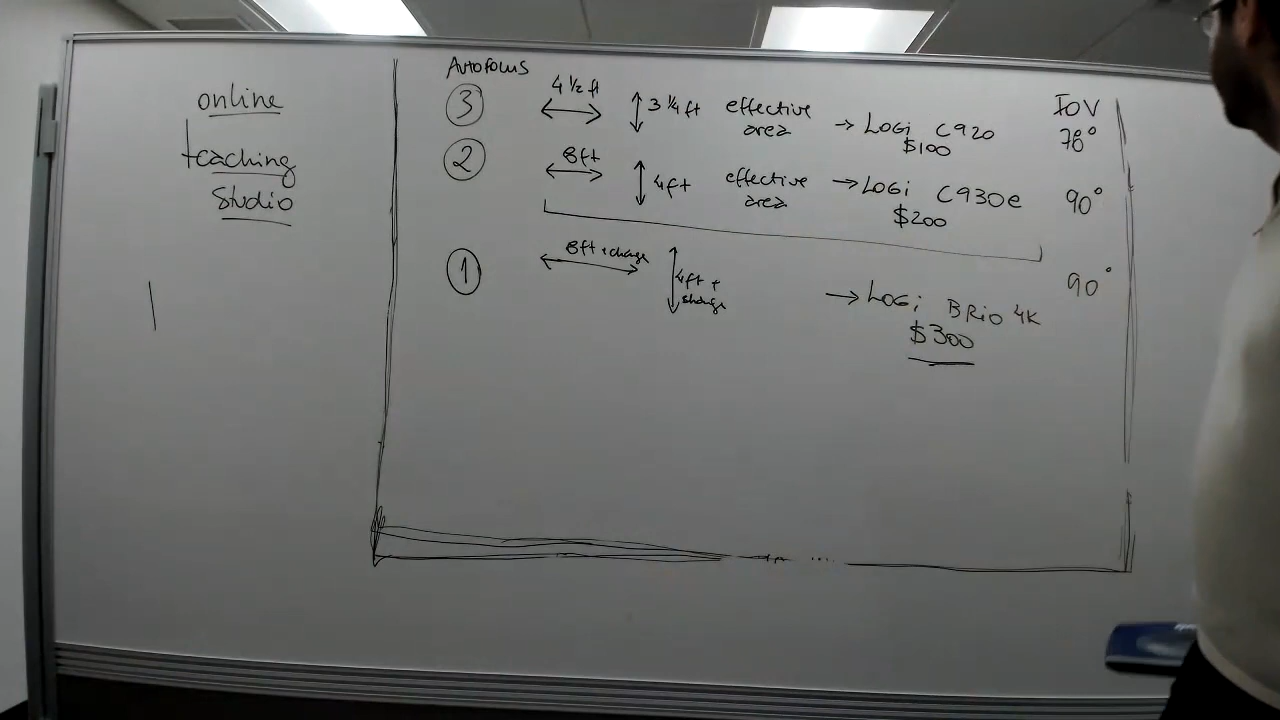 online
teaching
Studio
Autofocus
FOV
3 4 ½ ft 3 ¼ ft effective area → Logi C920 78°
$100
2 8ft 4ft effective area → Logi C930e 90°
$200
1 8ft + change 4ft + change → Logi BRio 4K 90°
$300